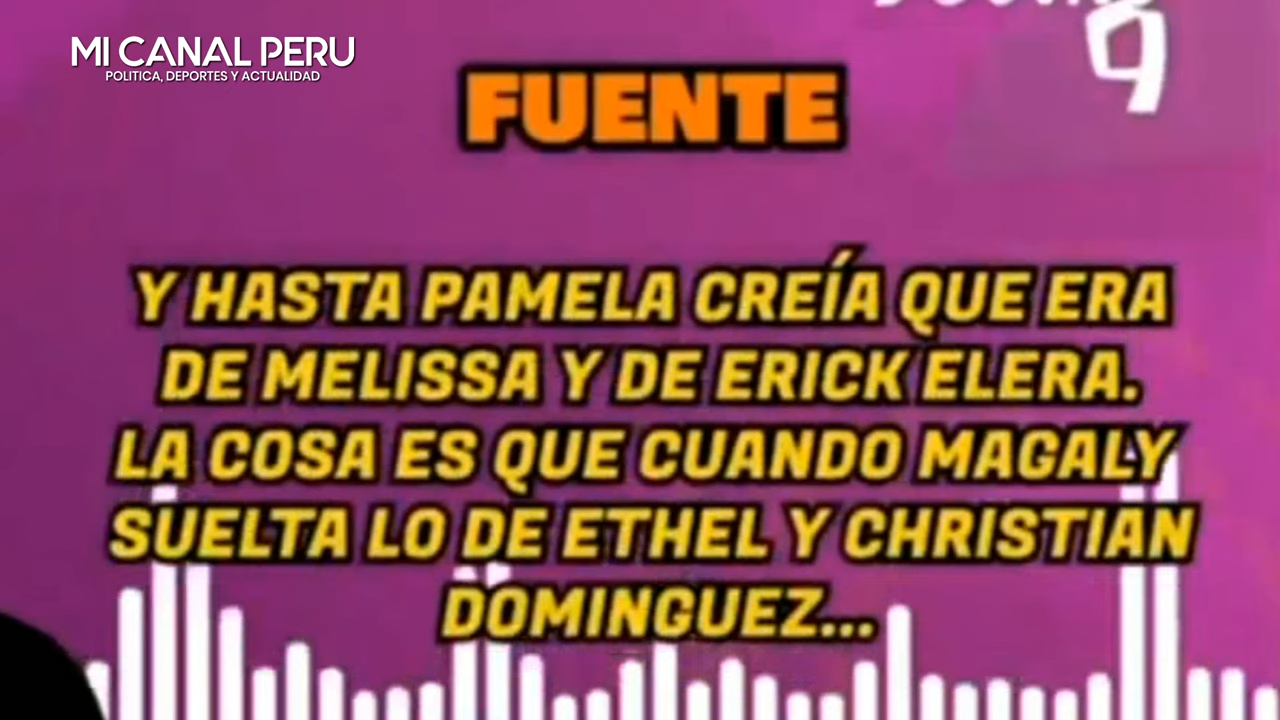 MI CANAL PERU
POLITICA, DEPORTES Y ACTUALIDAD
FUENTE
Y HASTA PAMELA CREÍA QUE ERA
DE MELISSA Y DE ERICK ELERA.
LA COSA ES QUE CUANDO MAGALY
SUELTA LO DE ETHEL Y CHRISTIAN
DOMINGUEZ...